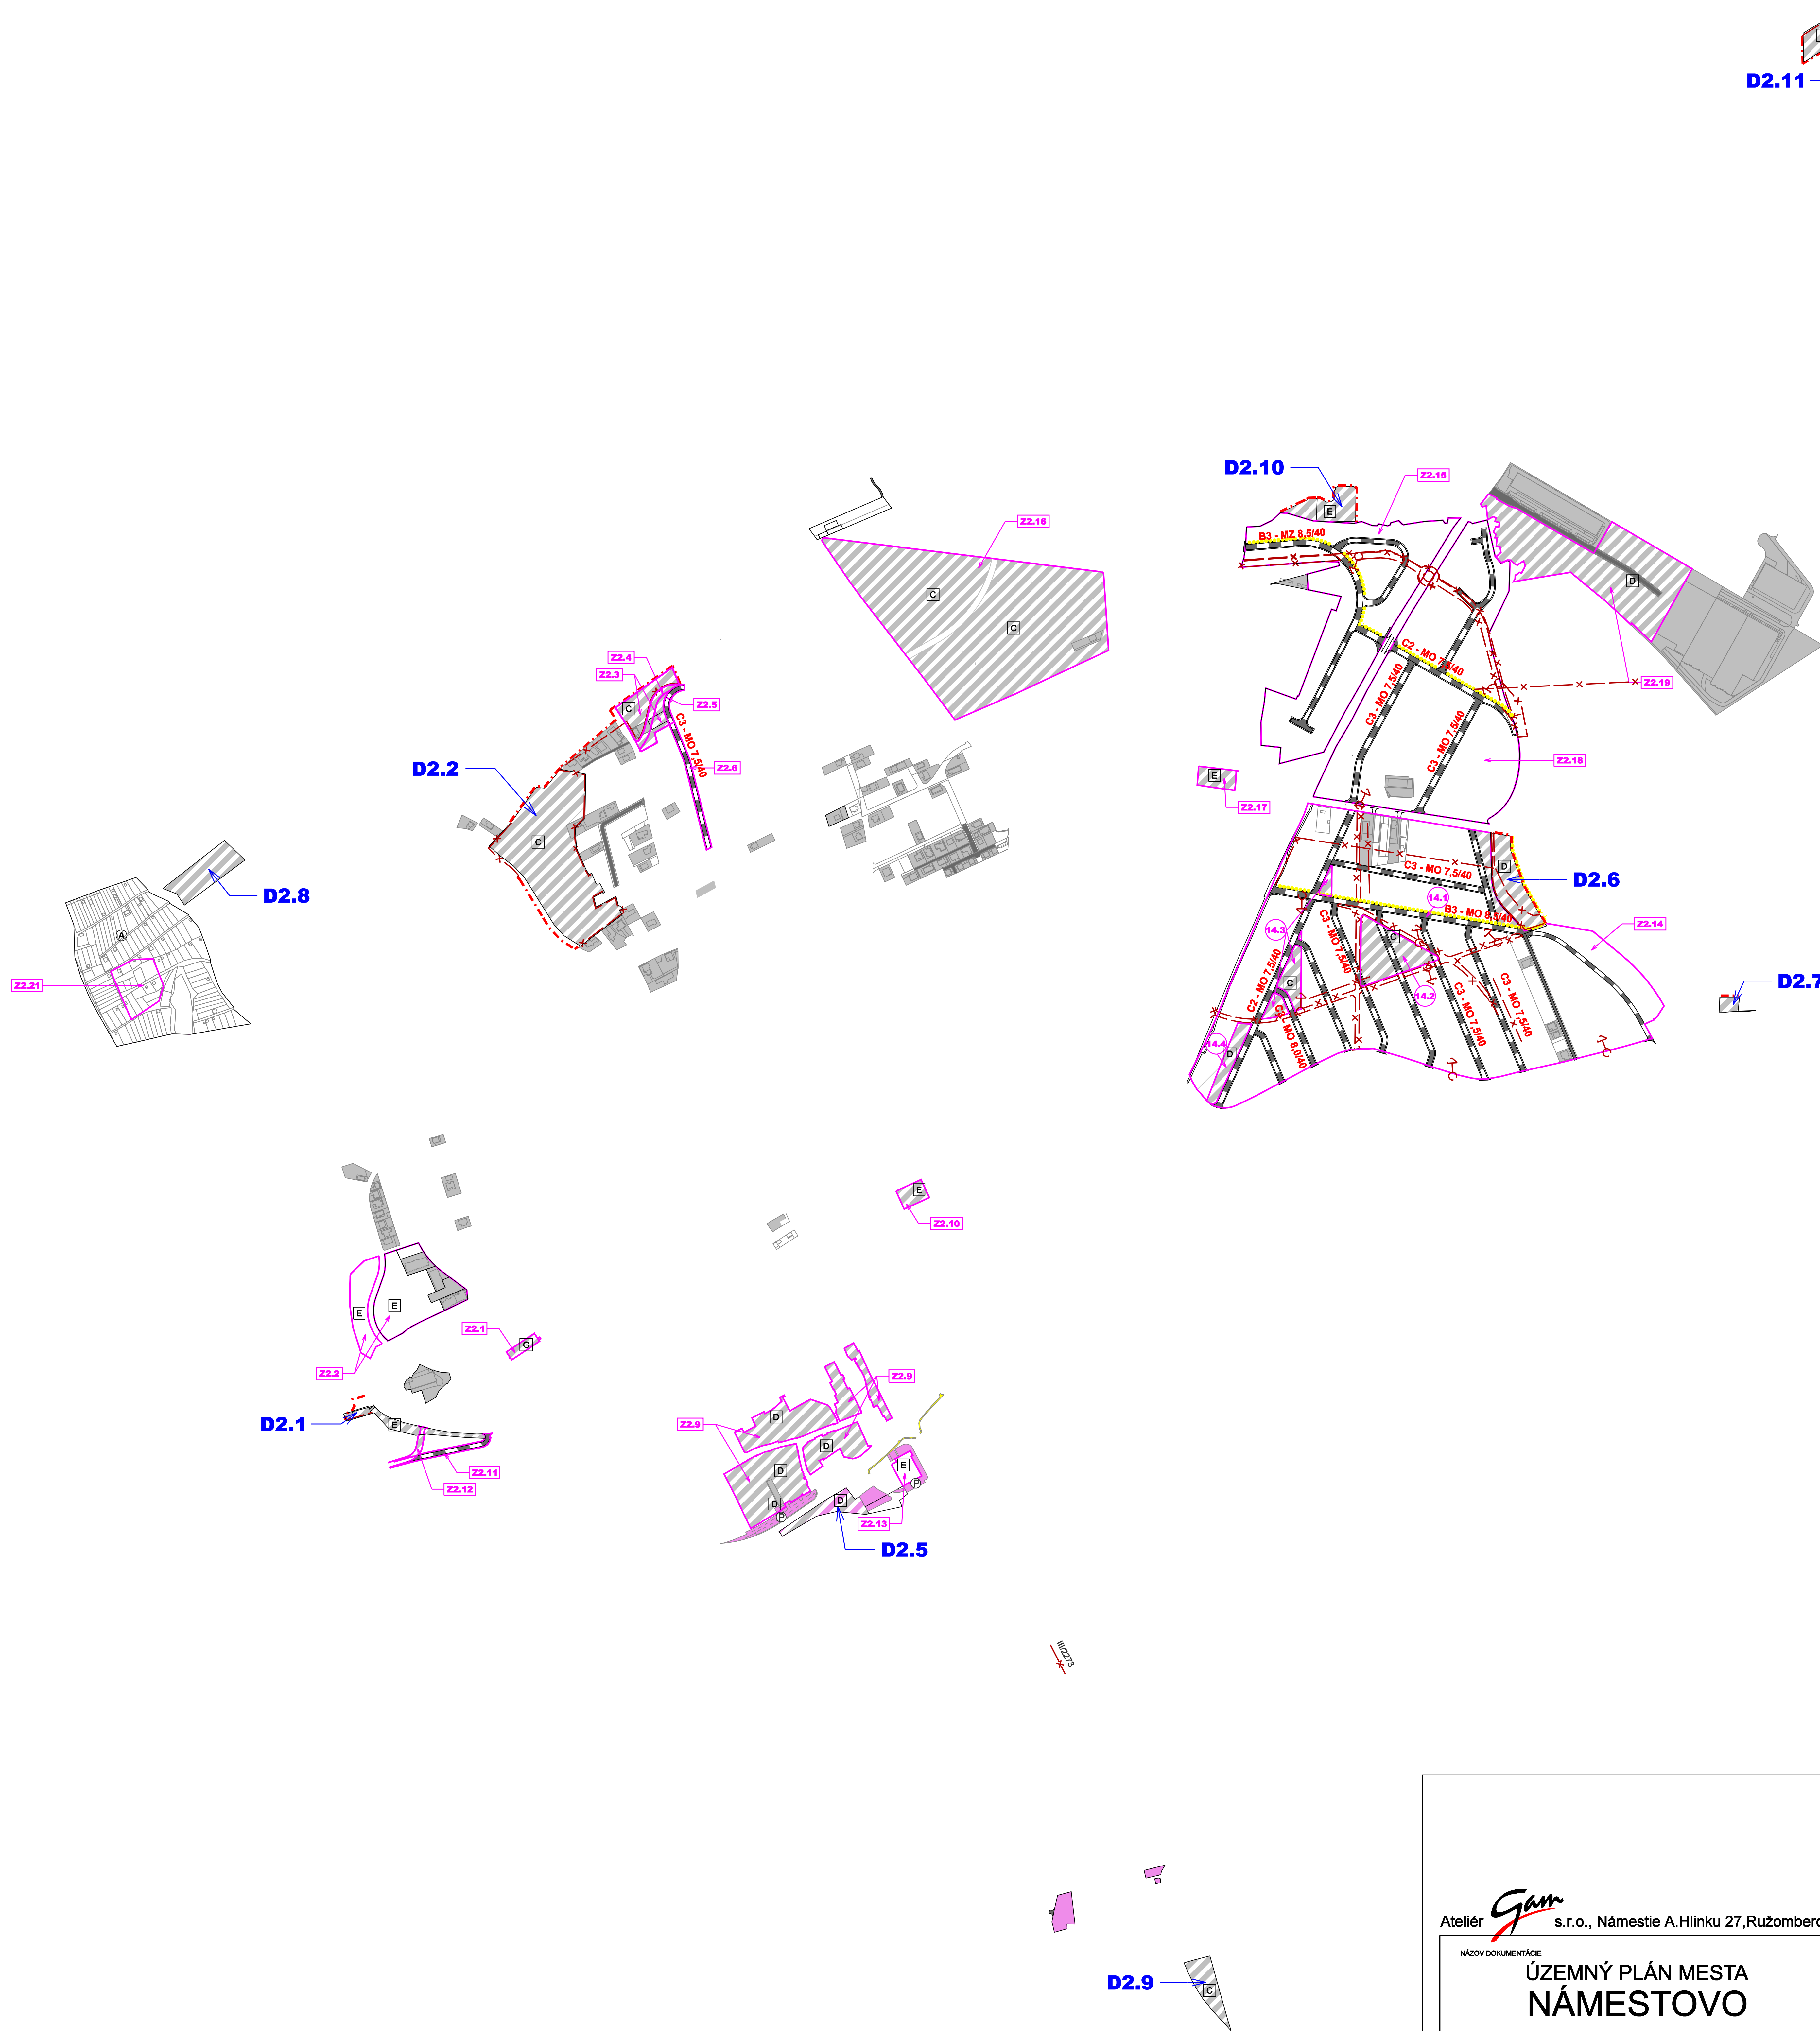 D2.11
D2.10
Z2.15
E
B3 - MZ 8,5/40
Z2.16
C
C
D
C2 - MO 7,5/40
C3 - MO 7,5/40
C3 - MO 7,5/40
Z2.19
Z2.18
Z2.4
Z2.3
Z2.5
C
C3 - MO 7,5/40
Z2.6
D2.2
C
E
Z2.17
D2.8
A
Z2.21
C3 - MO 7,5/40
D
D2.6
14.1
B3 - MO 8,5/40
Z2.14
14.3
C
C3 - MO 7,5/40
C2 - MO 7,5/40
C
14.2
C3 - MO 7,5/40
C3 - MO 7,5/40
MO 8,0/40
14.4
D
D2.7
E
Z2.10
E
E
Z2.1
G
Z2.2
D2.1
E
Z2.11
Z2.12
Z2.9
Z2.9
D
D
D
D
E
P
P
D
Z2.13
D2.5
III/2273
D2.9
C
Ateliér Gam s.r.o., Námestie A.Hlinku 27,Ružombero
NÁZOV DOKUMENTÁCIE
ÚZEMNÝ PLÁN MESTA
NÁMESTOVO